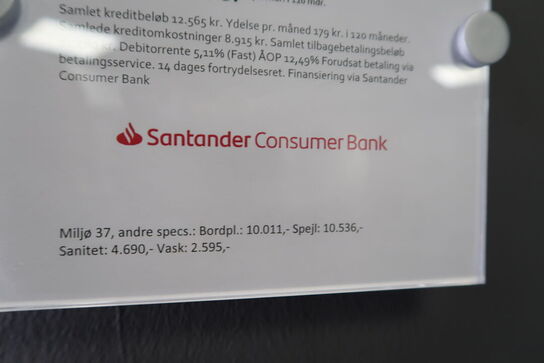 Samlet kreditbeløb 12.565 kr. Ydelse pr. måned 179 kr. i 120 måneder.
Samlede kreditomkostninger 8.915 kr. Samlet tilbagebetalingsbeløb
kr. Debitorrente 5,11% (Fast) ÅOP 12,49% Forudsat betaling via
betalingsservice. 14 dages fortrydelsesret. Finansiering via Santander
Consumer Bank
Santander Consumer Bank
Miljø 37, andre specs.: Bordpl.: 10.011,- Spejl: 10.536,-
Sanitet: 4.690,- Vask: 2.595,-